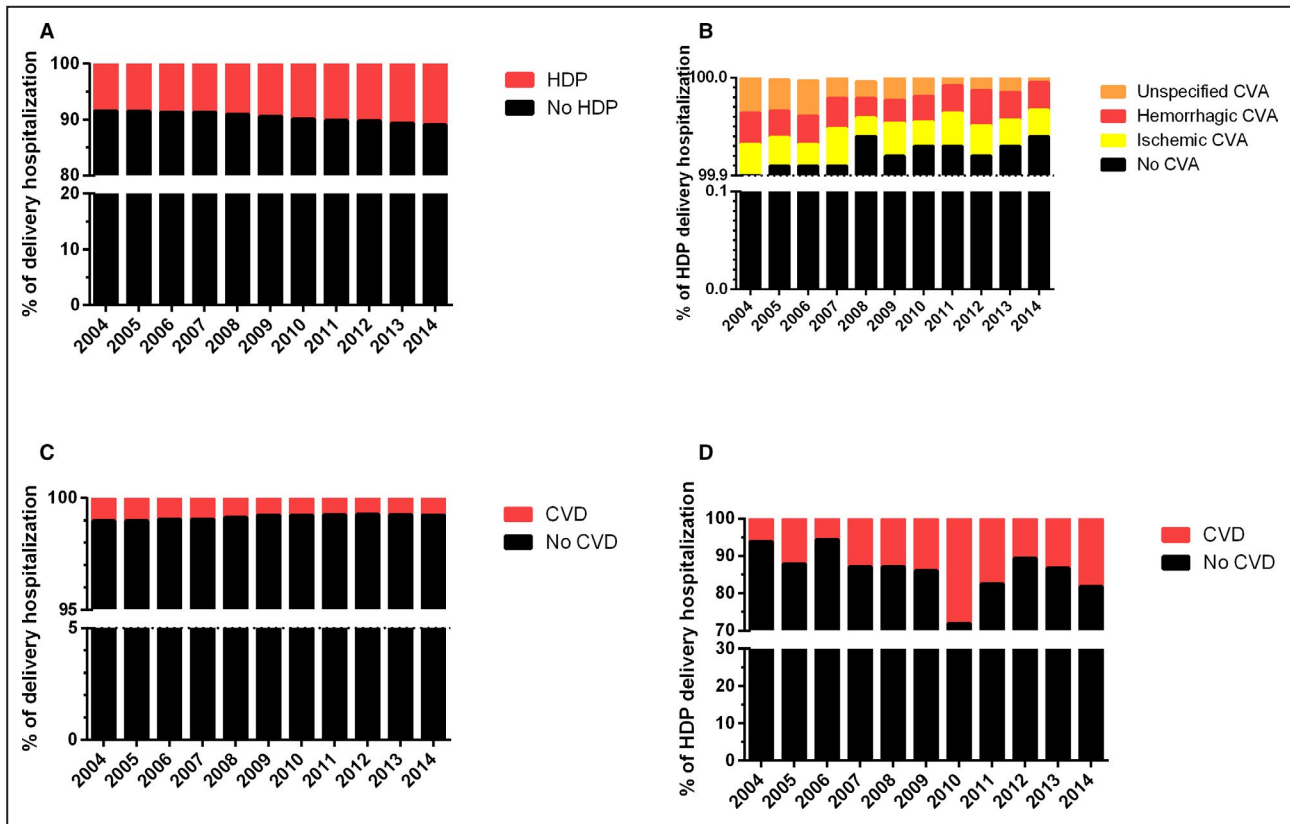 A
% of delivery hospitalization
100
90
80
20
10
0
2004 2005 2006 2007 2008 2009 2010 2011 2012 2013 2014
HDP
No HDP
B
% of HDP delivery hospitalization
100.0
99.9
0.1
0.0
2004 2005 2006 2007 2008 2009 2010 2011 2012 2013 2014
Unspecified CVA
Hemorrhagic CVA
Ischemic CVA
No CVA
C
% of delivery hospitalization
100
95
5
0
2004 2005 2006 2007 2008 2009 2010 2011 2012 2013 2014
CVD
No CVD
D
% of HDP delivery hospitalization
100
90
80
70
30
20
10
0
2004 2005 2006 2007 2008 2009 2010 2011 2012 2013 2014
CVD
No CVD